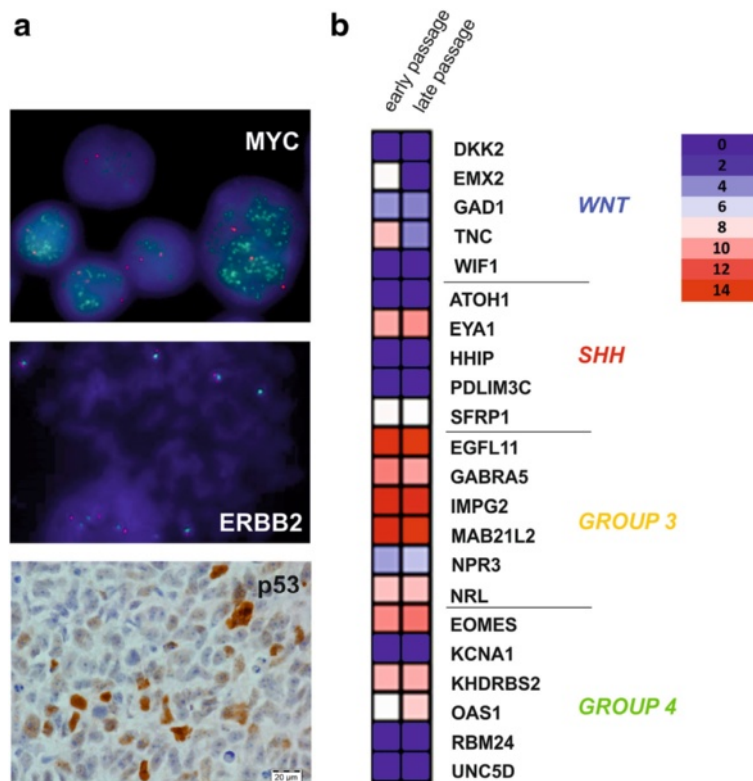 a
MYC
ERBB2
p53
20 µm
b
early passage
late passage
DKK2
EMX2
GAD1
TNC
WIF1
WNT
ATOH1
EYA1
HHIP
PDLIM3C
SFRP1
SHH
EGFL11
GABRA5
IMPG2
MAB21L2
NPR3
NRL
GROUP 3
EOMES
KCNA1
KHDRBS2
OAS1
RBM24
UNC5D
GROUP 4
0
2
4
6
8
10
12
14